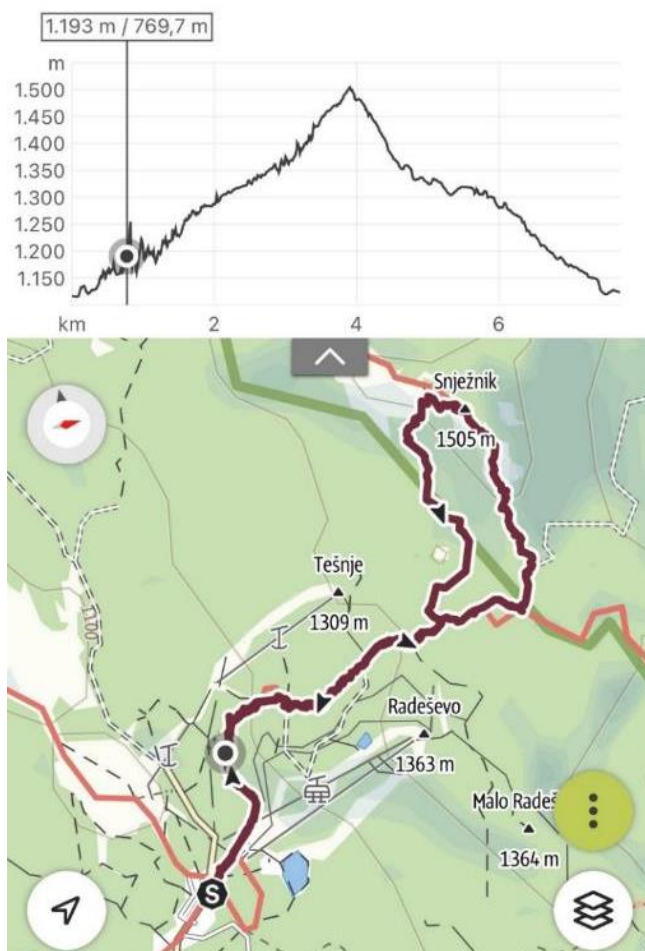 1.193 m / 769,7 m
m
1.500
1.450
1.400
1.350
1.300
1.250
1.200
1.150
km 2 4 6
Snježnik
1505 m
Tešnje
1309 m
1100
Radeševo
1363 m
Malo Radeš
1364 m
S